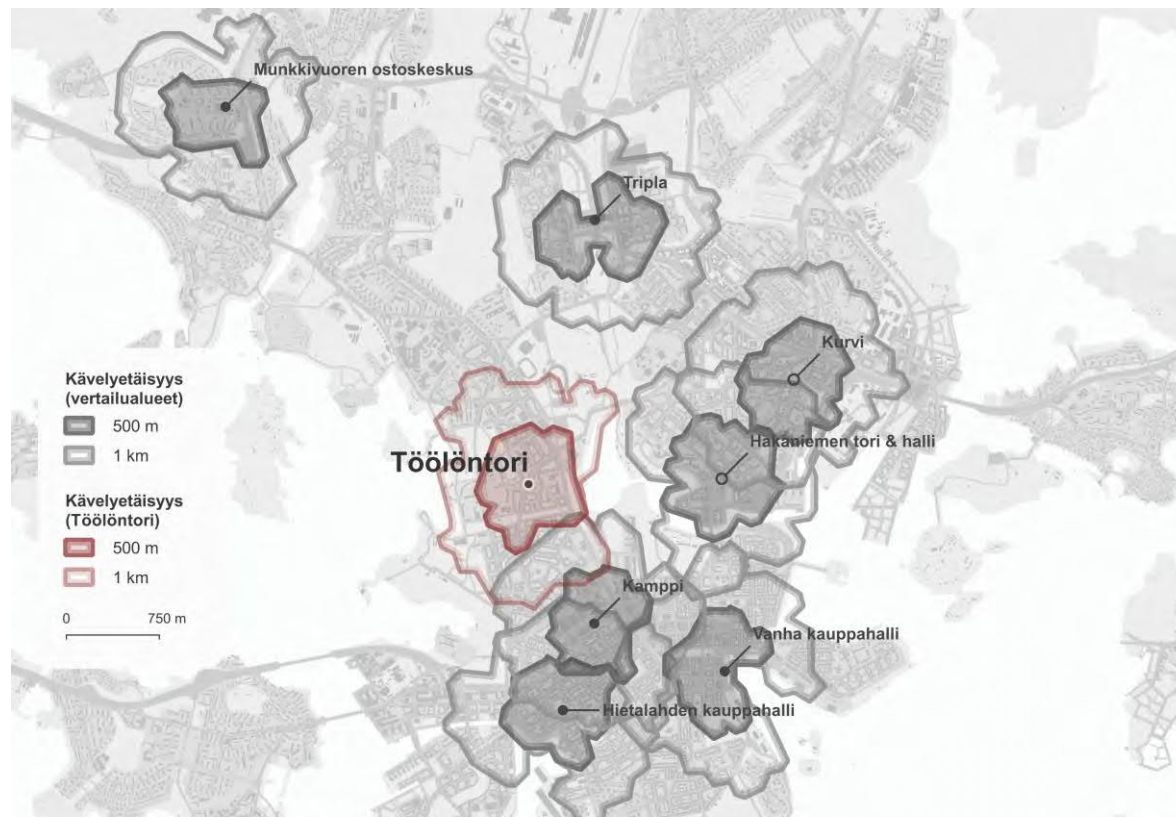 Munkkivuoren ostoskeskus
Tripla
Kurvi
Hakaniemen tori & halli
Töölöntori
Kamppi
Vanha kauppahalli
Hietalahden kauppahalli
Kävelyetäisyys
(vertailualueet)
500 m
1 km
Kävelyetäisyys
(Töölöntori)
500 m
1 km
0 750 m